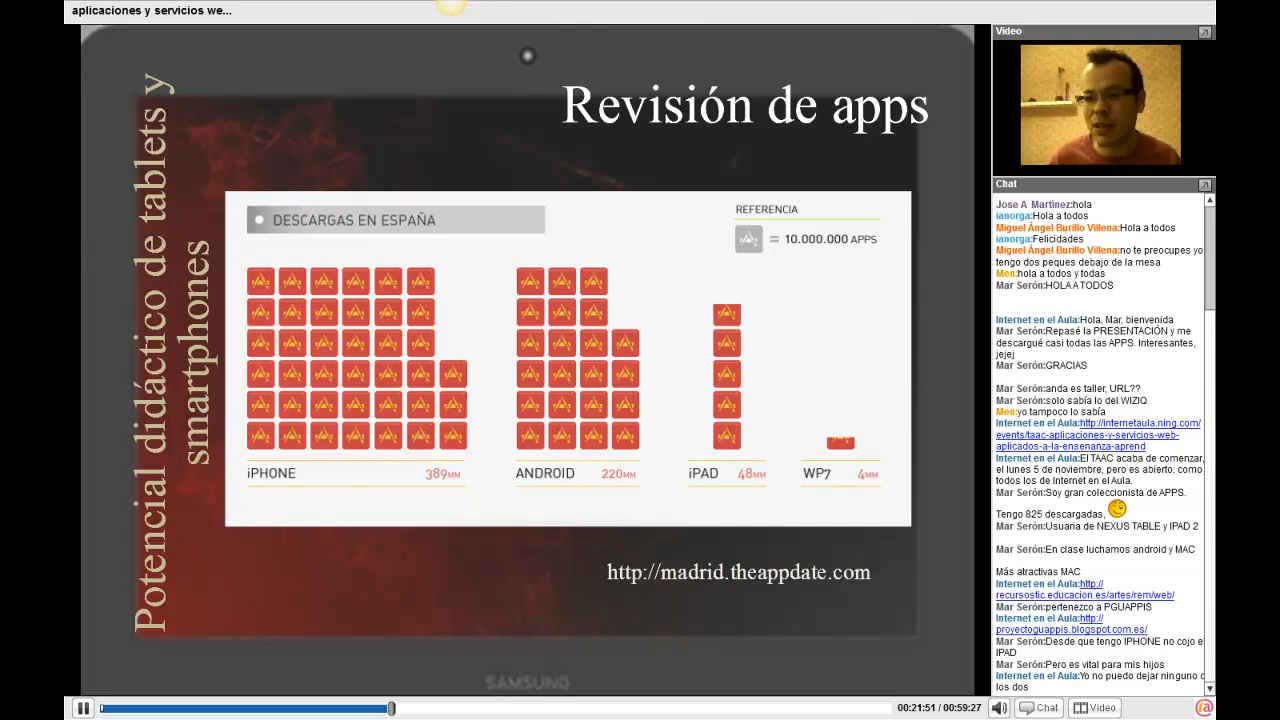 aplicaciones y servicios we...
Potencial didáctico de tablets y
smartphones
Revisión de apps
DESCARGAS EN ESPAÑA
REFERENCIA
= 10.000.000 APPS
iPHONE 389MM
ANDROID 220MM
iPAD 48MM
WP7 4MM
http://madrid.theappdate.com
SAMSUNG
Video
Chat
Jose A Martínez:hola
ianorga:Hola a todos
Miguel Ángel Burillo Villena:Hola a todos
ianorga:Felicidades
Miguel Ángel Burillo Villena:no te preocupes yo
tengo dos peques debajo de la mesa
Men:hola a todos y todas
Mar Serón:HOLA A TODOS
Internet en el Aula:Hola, Mar, bienvenida
Mar Serón:Repasé la PRESENTACIÓN y me
descargué casi todas las APPS. Interesantes,
jejej
Mar Serón:GRACIAS
Mar Serón:anda es taller, URL??
Mar Serón:solo sabía lo del WIZIQ
Men:yo tampoco lo sabía
Internet en el Aula:http://internetaula.ning.com/
events/taac-aplicaciones-y-servicios-web-
aplicados-a-la-ensenanza-aprend
Internet en el Aula:El TAAC acaba de comenzar,
el lunes 5 de noviembre, pero es abierto, como
todos los de Internet en el Aula.
Mar Serón:Soy gran coleccionista de APPS.
Tengo 825 descargadas,
Mar Serón:Usuaria de NEXUS TABLE y IPAD 2
Mar Serón:En clase luchamos android y MAC
Más atractivas MAC
Internet en el Aula:http://
recursostic.educacion.es/artes/rem/web/
Mar Serón:pertenezco a PGUAPPIS
Internet en el Aula:http://
proyectoguappis.blogspot.com.es/
Mar Serón:Desde que tengo IPHONE no cojo e
IPAD
Mar Serón:Pero es vital para mis hijos
Internet en el Aula:Yo no puedo dejar ninguno
los dos
00:21:51 / 00:59:27
Chat
Video